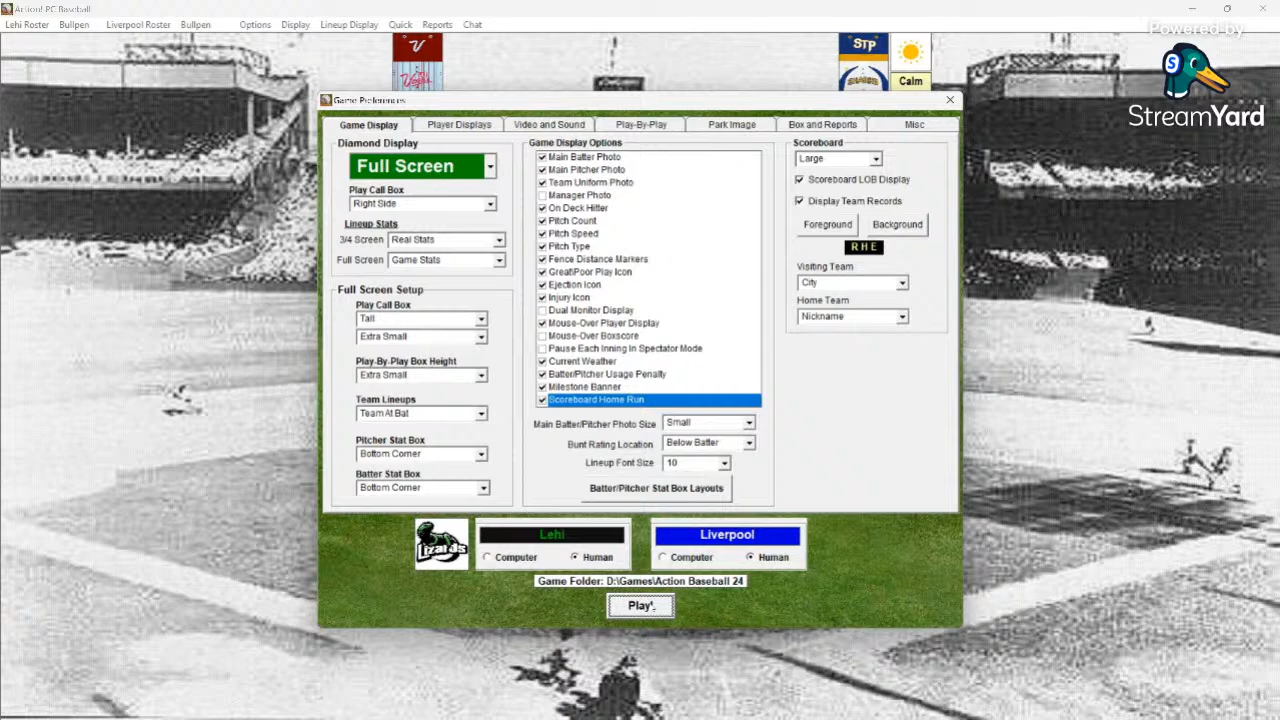 Action! PC Baseball
Lehi Roster Bullpen Liverpool Roster Bullpen Options Display Lineup Display Quick Reports Chat
V
STP
Calm
Powered by
S
StreamYard
Game Preferences
Game Display Player Displays Video and Sound Play-By-Play Park Image Box and Reports Misc
Diamond Display
Full Screen
Play Call Box
Right Side
Lineup Stats
3/4 Screen Real Stats
Full Screen Game Stats
Full Screen Setup
Play Call Box
Tall
Extra Small
Play-By-Play Box Height
Extra Small
Team Lineups
Team At Bat
Pitcher Stat Box
Bottom Corner
Batter Stat Box
Bottom Corner
Game Display Options
Main Batter Photo
Main Pitcher Photo
Team Uniform Photo
Manager Photo
On Deck Hitter
Pitch Count
Pitch Speed
Pitch Type
Fence Distance Markers
Great/Poor Play Icon
Ejection Icon
Injury Icon
Dual Monitor Display
Mouse-Over Player Display
Mouse-Over Boxscore
Pause Each Inning In Spectator Mode
Current Weather
Batter/Pitcher Usage Penalty
Milestone Banner
Scoreboard Home Run
Main Batter/Pitcher Photo Size Small
Bunt Rating Location Below Batter
Lineup Font Size 10
Batter/Pitcher Stat Box Layouts
Scoreboard
Large
Scoreboard LOB Display
Display Team Records
Foreground Background
R H E
Visiting Team
City
Home Team
Nickname
Lizards
Lehi
Computer Human
Liverpool
Computer Human
Game Folder: D:\Games\Action Baseball 24
Play!